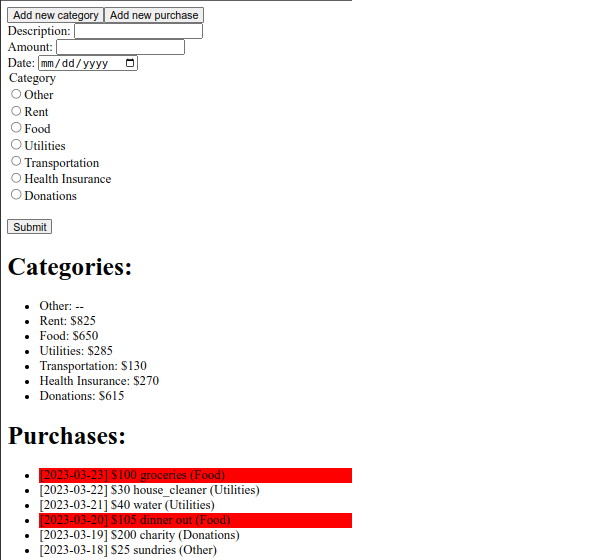 Add new category Add new purchase
Description:
Amount:
Date: mm/dd/yyyy
Category
Other
Rent
Food
Utilities
Transportation
Health Insurance
Donations
Submit
Categories:
Other: --
Rent: $825
Food: $650
Utilities: $285
Transportation: $130
Health Insurance: $270
Donations: $615
Purchases:
[2023-03-23] $100 groceries (Food)
[2023-03-22] $30 house_cleaner (Utilities)
[2023-03-21] $40 water (Utilities)
[2023-03-20] $105 dinner out (Food)
[2023-03-19] $200 charity (Donations)
[2023-03-18] $25 sundries (Other)